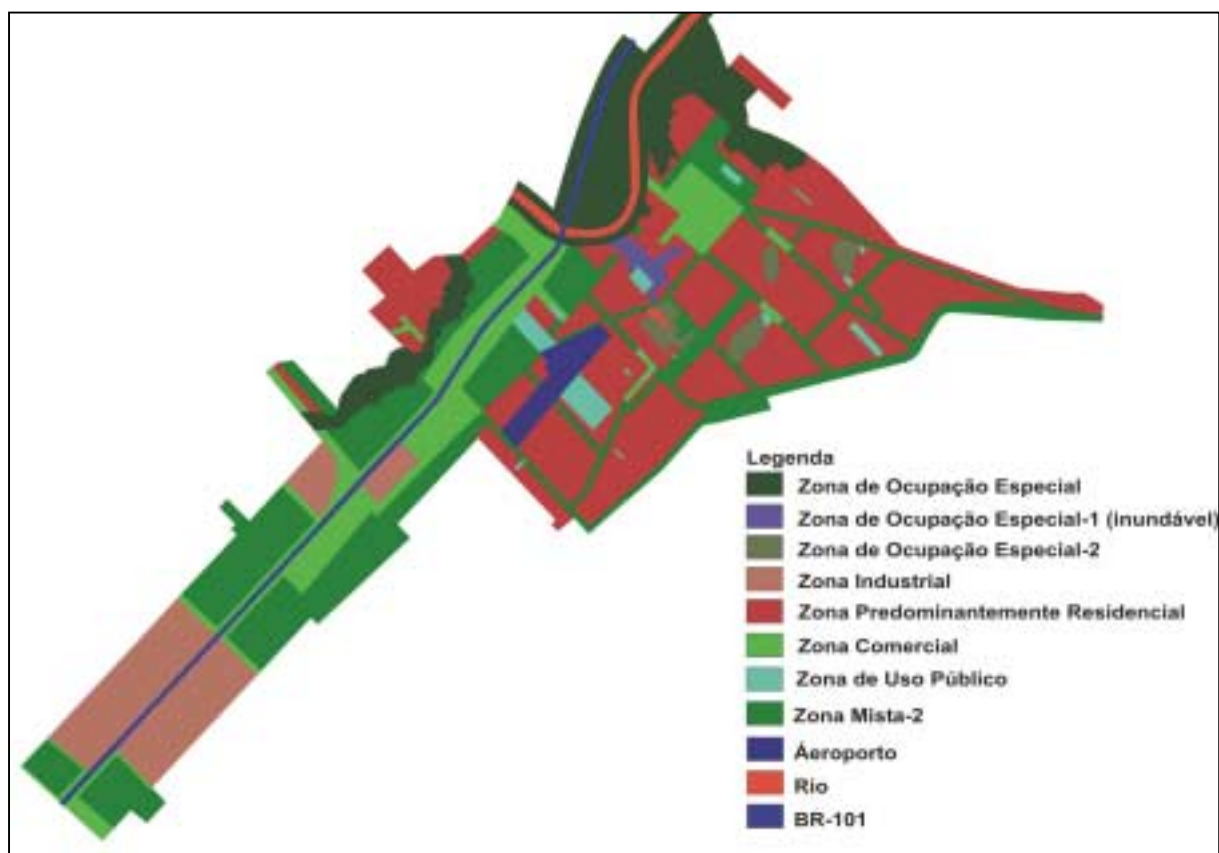 Legenda
Zona de Ocupação Especial
Zona de Ocupação Especial-1 (inundável)
Zona de Ocupação Especial-2
Zona Industrial
Zona Predominantemente Residencial
Zona Comercial
Zona de Uso Público
Zona Mista-2
Áeroporto
Rio
BR-101